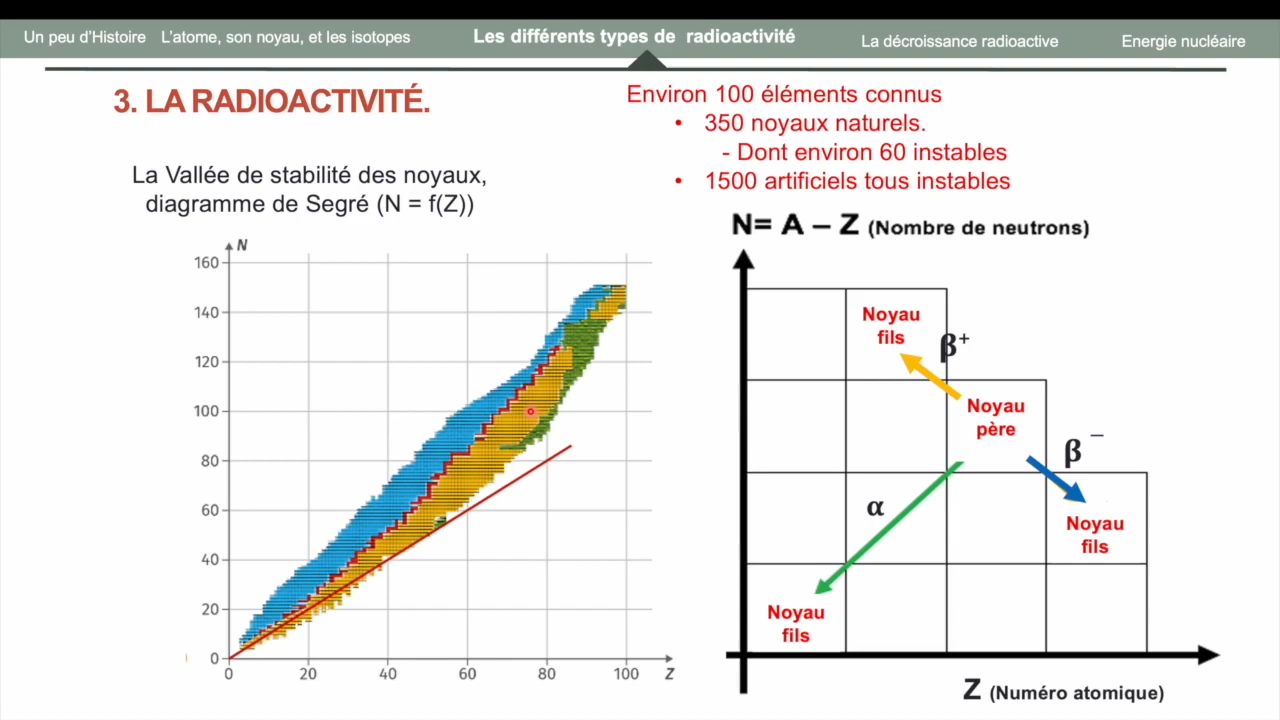 Un peu d'Histoire
L'atome, son noyau, et les isotopes
Les différents types de radioactivité
La décroissance radioactive
Energie nucléaire
3. LA RADIOACTIVITÉ.
Environ 100 éléments connus
• 350 noyaux naturels.
- Dont environ 60 instables
• 1500 artificiels tous instables
La Vallée de stabilité des noyaux,
diagramme de Segré (N = f(Z))
N
160
140
120
100
80
60
40
20
0
0 20 40 60 80 100 Z
N= A – Z (Nombre de neutrons)
Noyau
fils
β+
Noyau
père
β −
α
Noyau
fils
Noyau
fils
Z (Numéro atomique)